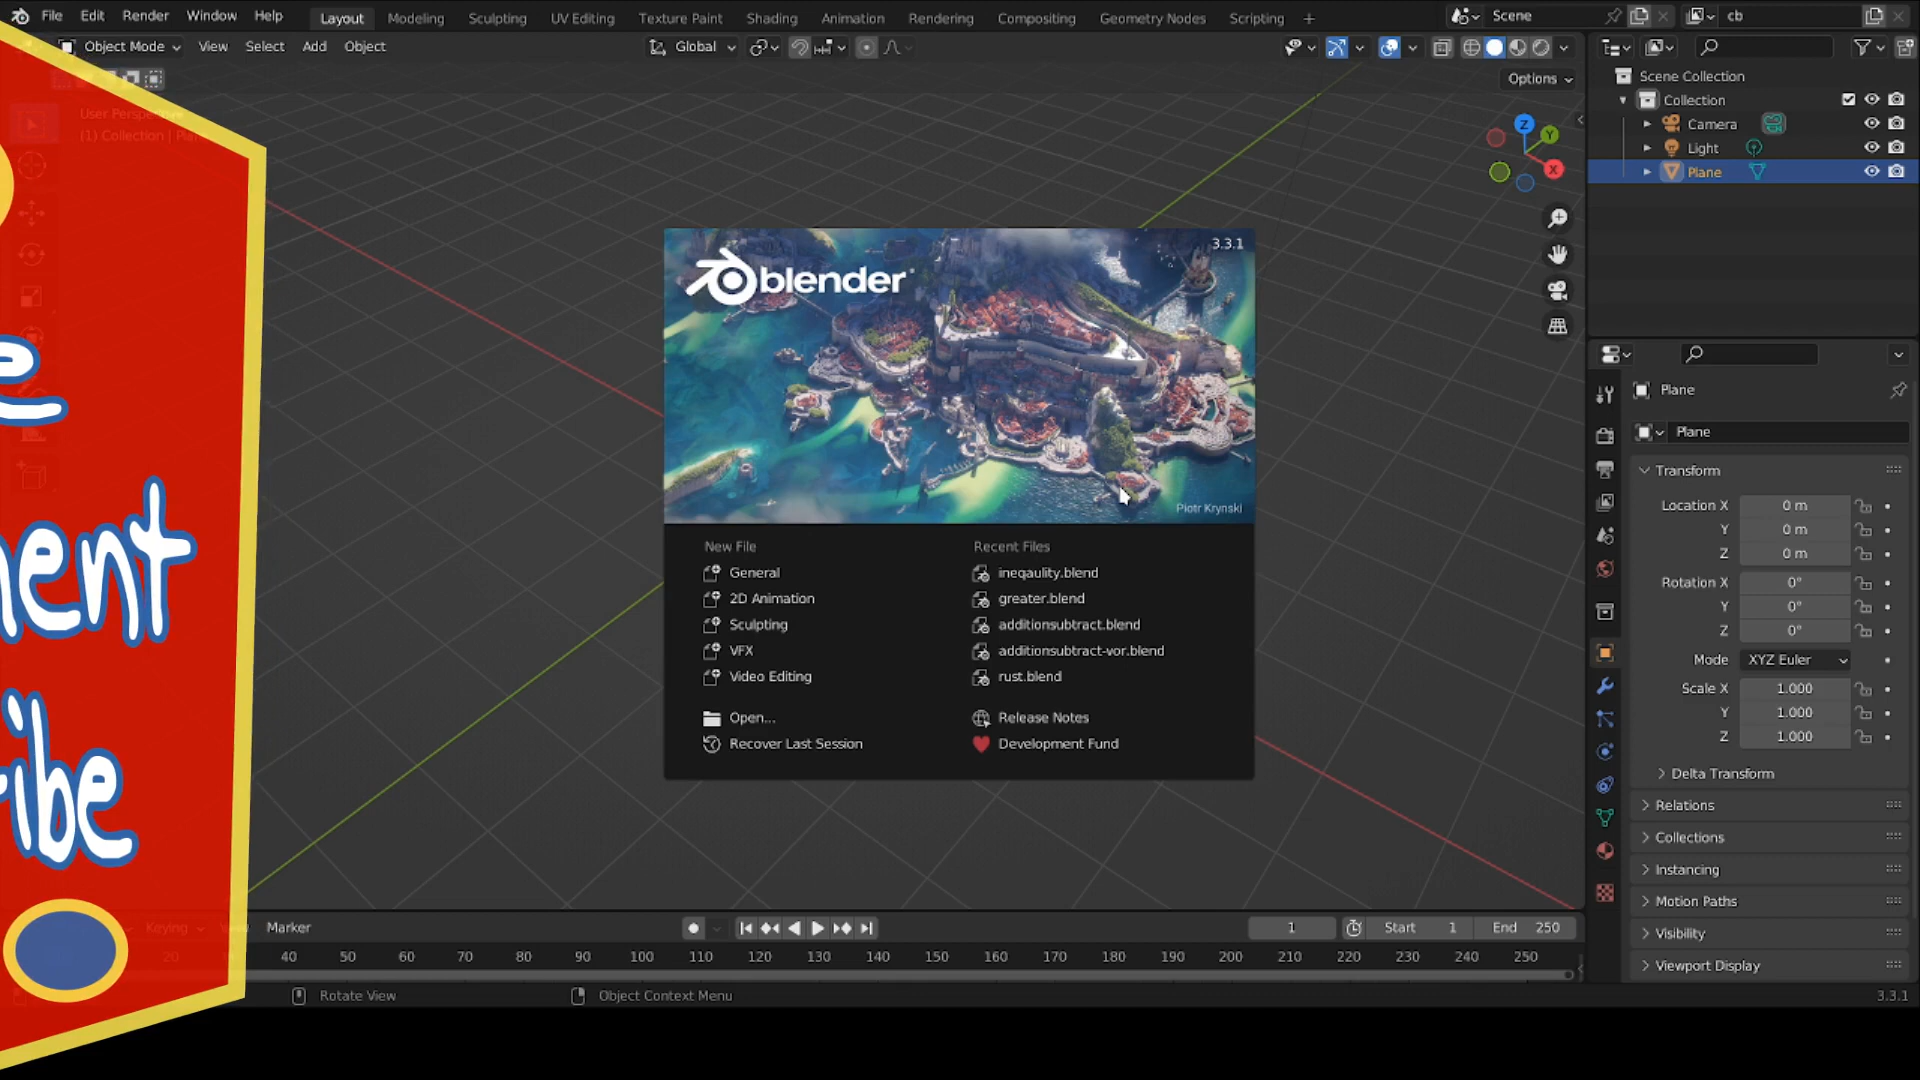 File Edit Render Window Help Layout Modeling Sculpting UV Editing Texture Paint Shading Animation Rendering Compositing Geometry Nodes Scripting + Scene cb
Object Mode View Select Add Object Global
Options
User Perspective
(1) Collection |
Scene Collection
Collection
Camera
Light
Plane
Z
Y
X
blender
3.3.1
Piotr Krynski
New File
General
2D Animation
Sculpting
VFX
Video Editing
Open...
Recover Last Session
Recent Files
ineqaulity.blend
greater.blend
additionsubtract.blend
additionsubtract-vor.blend
rust.blend
Release Notes
Development Fund
Plane
Plane
Transform
Location X 0 m
Y 0 m
Z 0 m
Rotation X 0°
Y 0°
Z 0°
Mode XYZ Euler
Scale X 1.000
Y 1.000
Z 1.000
Delta Transform
Relations
Collections
Instancing
Motion Paths
Visibility
Viewport Display
e
ent
ibe
Keying Marker 1 Start 1 End 250
20 40 50 60 70 80 90 100 110 120 130 140 150 160 170 180 190 200 210 220 230 240 250
Rotate View Object Context Menu 3.3.1